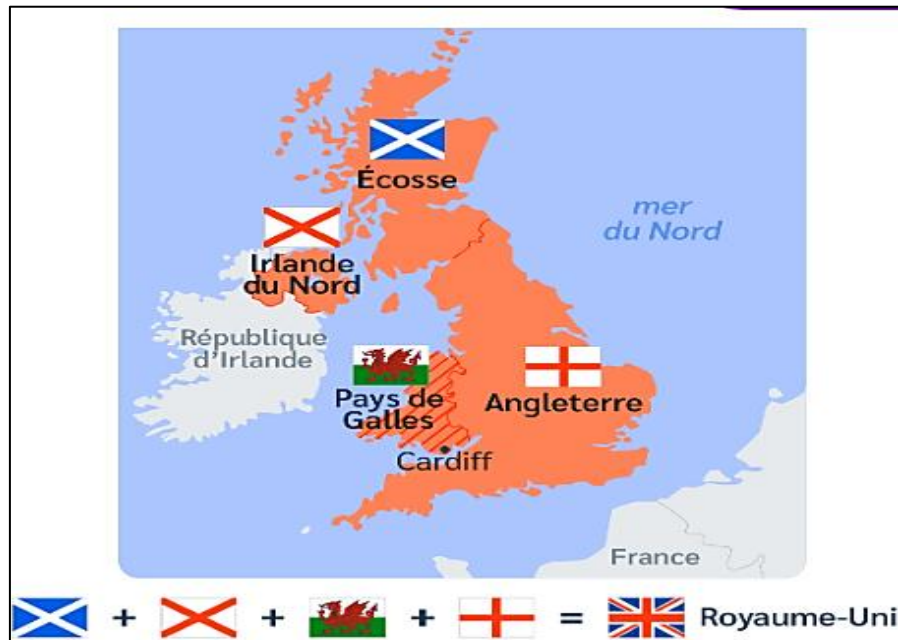 Écosse
mer
du Nord
Irlande
du Nord
République
d'Irlande
Pays de
Galles
Angleterre
Cardiff
France
+ + + = Royaume-Uni